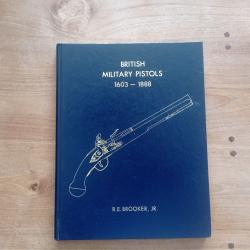 BRITISH
MILITARY PISTOLS
1603 — 1888
R.E. BROOKER, JR.